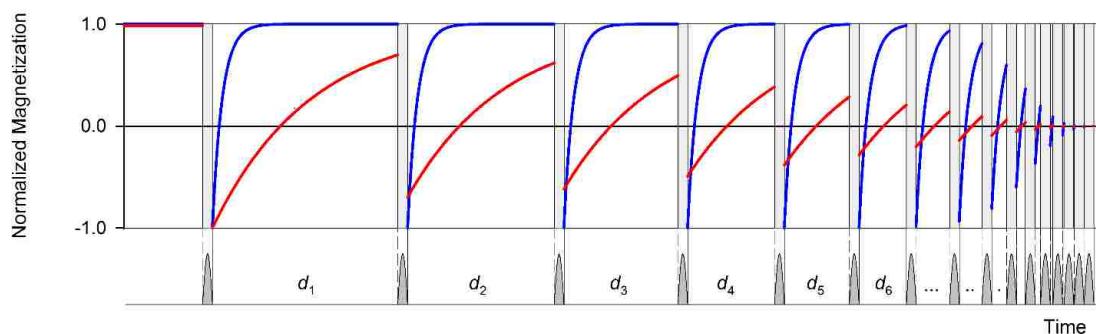 Normalized Magnetization
1.0
0.0
-1.0
d1 d2 d3 d4 d5 d6 ... .. .
Time